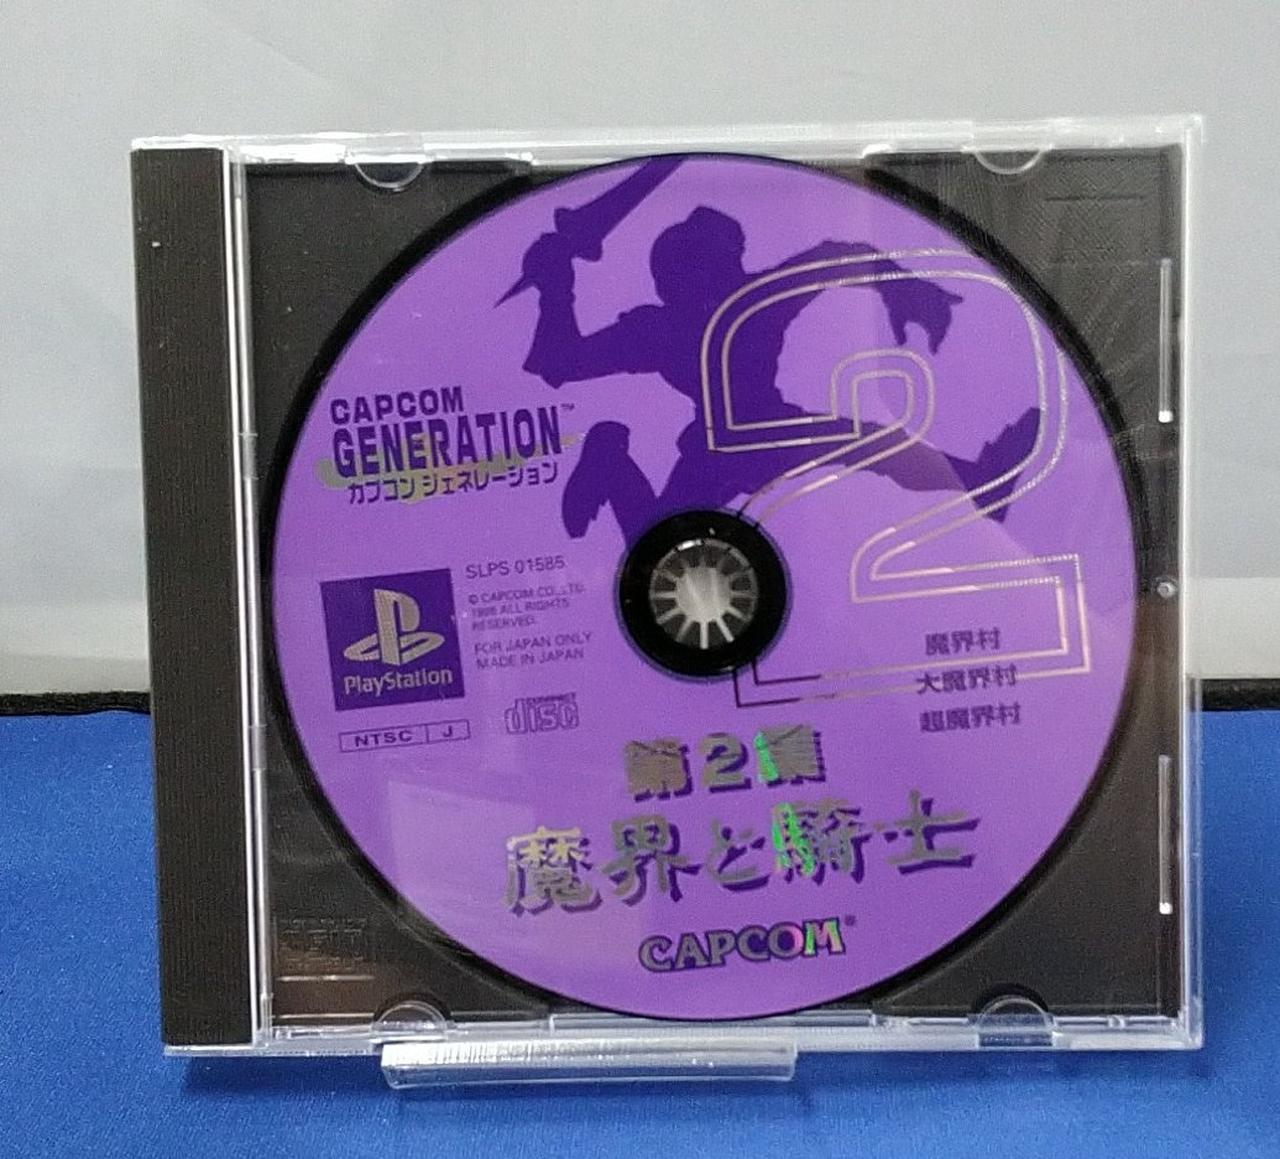 CAPCOM
GENERATION™
カプコン ジェネレーション
2
PlayStation
SLPS 01585
© CAPCOM CO., LTD.
1998 ALL RIGHTS
RESERVED.
FOR JAPAN ONLY
MADE IN JAPAN
NTSC J
COMPACT
disc
魔界村
大魔界村
超魔界村
第2集
魔界と騎士
CAPCOM®